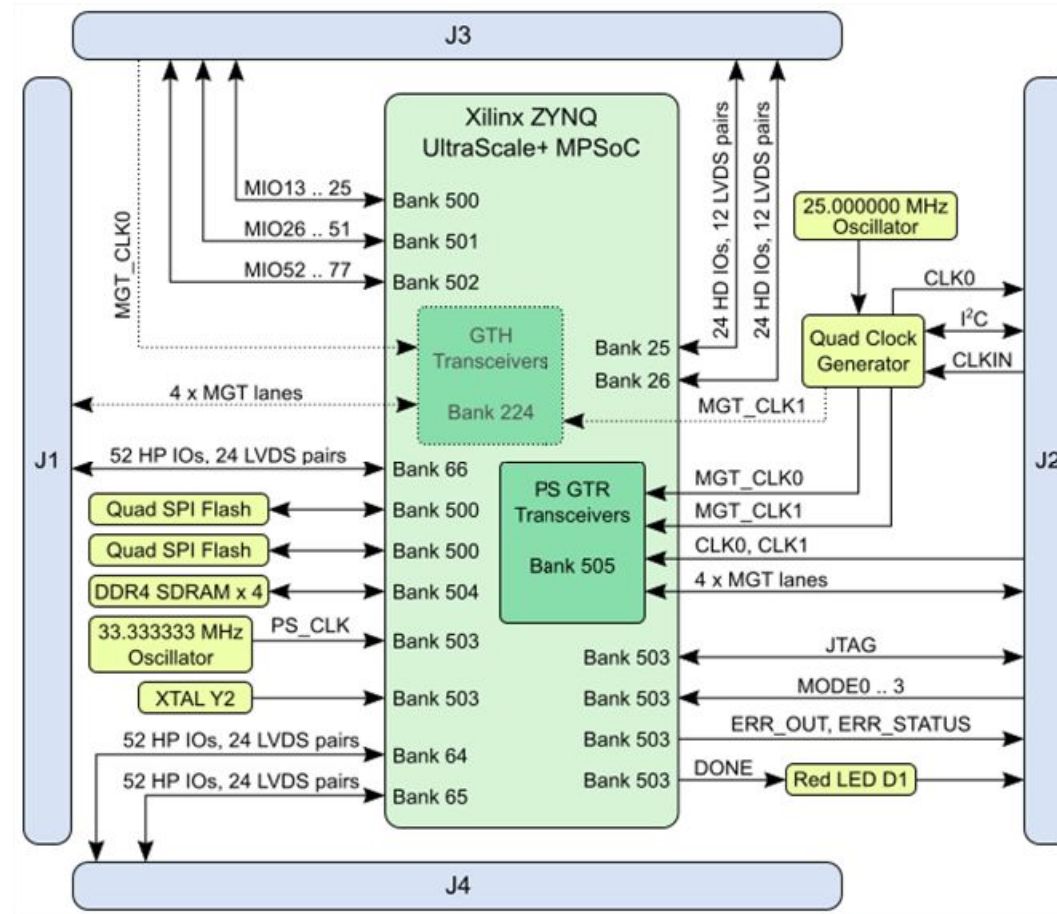 J3
Xilinx ZYNQ
UltraScale+ MPSoC
MIO13 .. 25
Bank 500
MIO26 .. 51
Bank 501
MIO52 .. 77
Bank 502
MGT_CLK0
24 HD IOs, 12 LVDS pairs
24 HD IOs, 12 LVDS pairs
25.000000 MHz
Oscillator
CLK0
I²C
CLKIN
Quad Clock
Generator
GTH
Transceivers
Bank 224
Bank 25
Bank 26
MGT_CLK1
4 x MGT lanes
J1
J2
52 HP IOs, 24 LVDS pairs
Bank 66
Quad SPI Flash
Bank 500
Quad SPI Flash
Bank 500
DDR4 SDRAM x 4
Bank 504
33.333333 MHz
Oscillator
PS_CLK
Bank 503
XTAL Y2
Bank 503
PS GTR
Transceivers
Bank 505
MGT_CLK0
MGT_CLK1
CLK0, CLK1
4 x MGT lanes
Bank 503
JTAG
Bank 503
MODE0 .. 3
Bank 503
ERR_OUT, ERR_STATUS
Bank 503
DONE
Red LED D1
52 HP IOs, 24 LVDS pairs
Bank 64
52 HP IOs, 24 LVDS pairs
Bank 65
J4